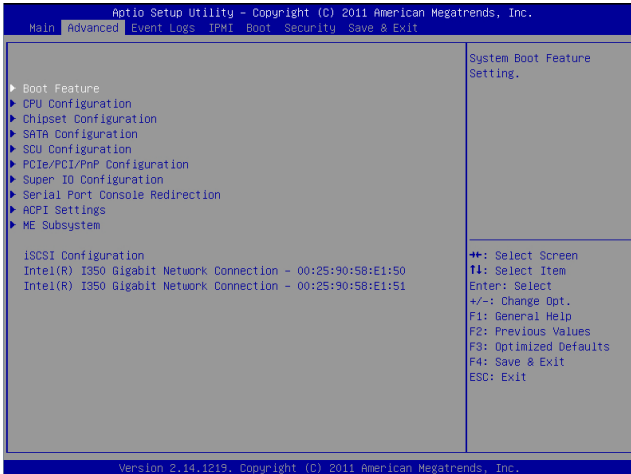 Aptio Setup Utility – Copyright (C) 2011 American Megatrends, Inc.
Main Advanced Event Logs IPMI Boot Security Save & Exit
System Boot Feature
Setting.
▶ Boot Feature
▶ CPU Configuration
▶ Chipset Configuration
▶ SATA Configuration
▶ SCU Configuration
▶ PCIe/PCI/PnP Configuration
▶ Super IO Configuration
▶ Serial Port Console Redirection
▶ ACPI Settings
▶ ME Subsystem
iSCSI Configuration
Intel(R) I350 Gigabit Network Connection – 00:25:90:58:E1:50
Intel(R) I350 Gigabit Network Connection – 00:25:90:58:E1:51
→←: Select Screen
↑↓: Select Item
Enter: Select
+/-: Change Opt.
F1: General Help
F2: Previous Values
F3: Optimized Defaults
F4: Save & Exit
ESC: Exit
Version 2.14.1219. Copyright (C) 2011 American Megatrends, Inc.